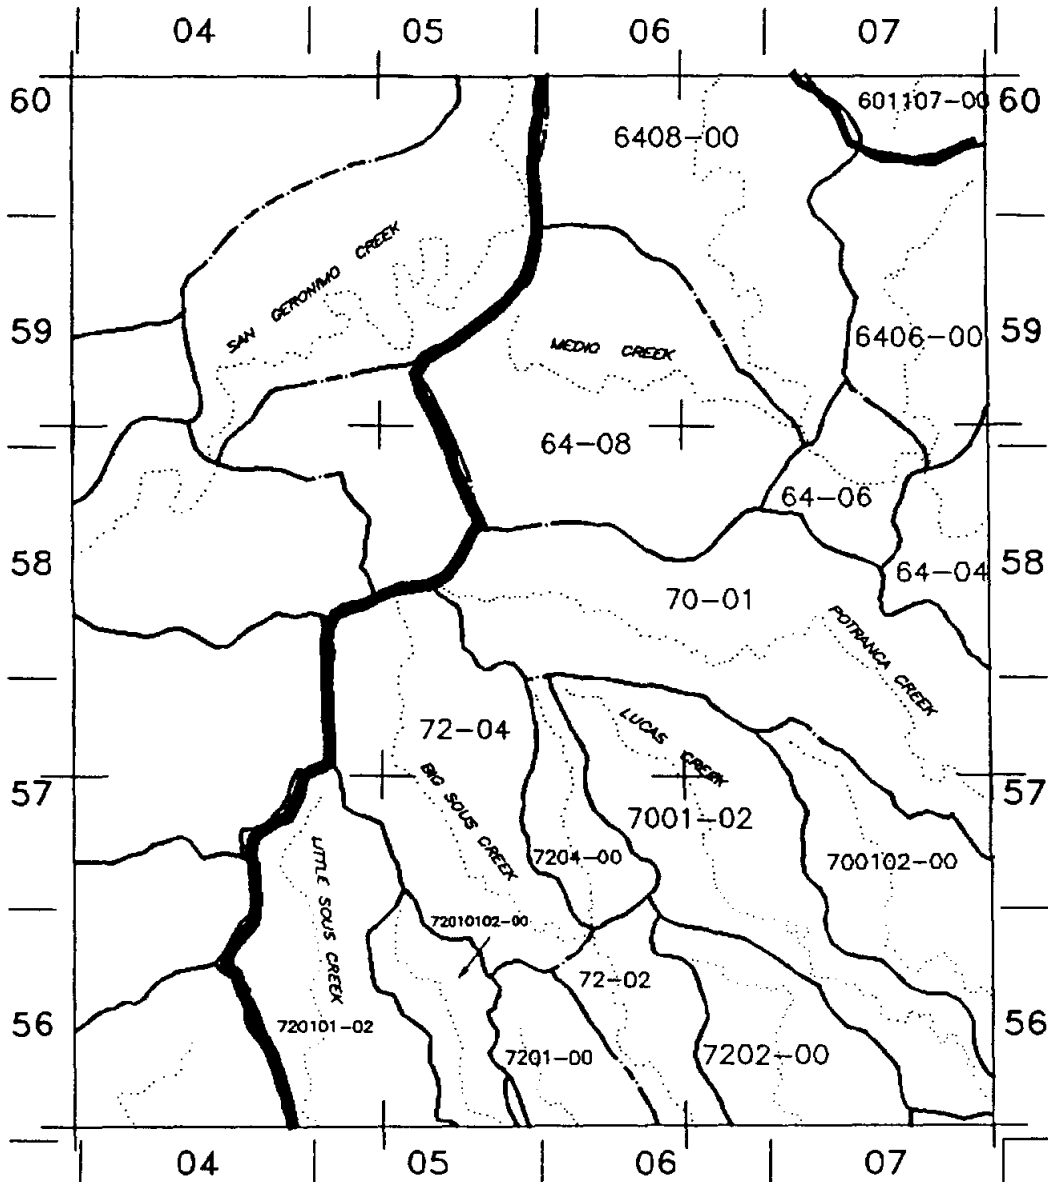 04 05 06 07
60 601107-00 60
6408-00
SAN GERONIMO CREEK
59 MEDIO CREEK 6406-00 59
64-08
64-06
58 64-04 58
70-01
POTRANCA CREEK
72-04 LUCAS CREEK
57 BIG SOUS CREEK 57
7001-02
7204-00 700102-00
LITTLE SOUS CREEK
72010102-00
72-02
56 720101-02 56
7201-00 7202-00
04 05 06 07